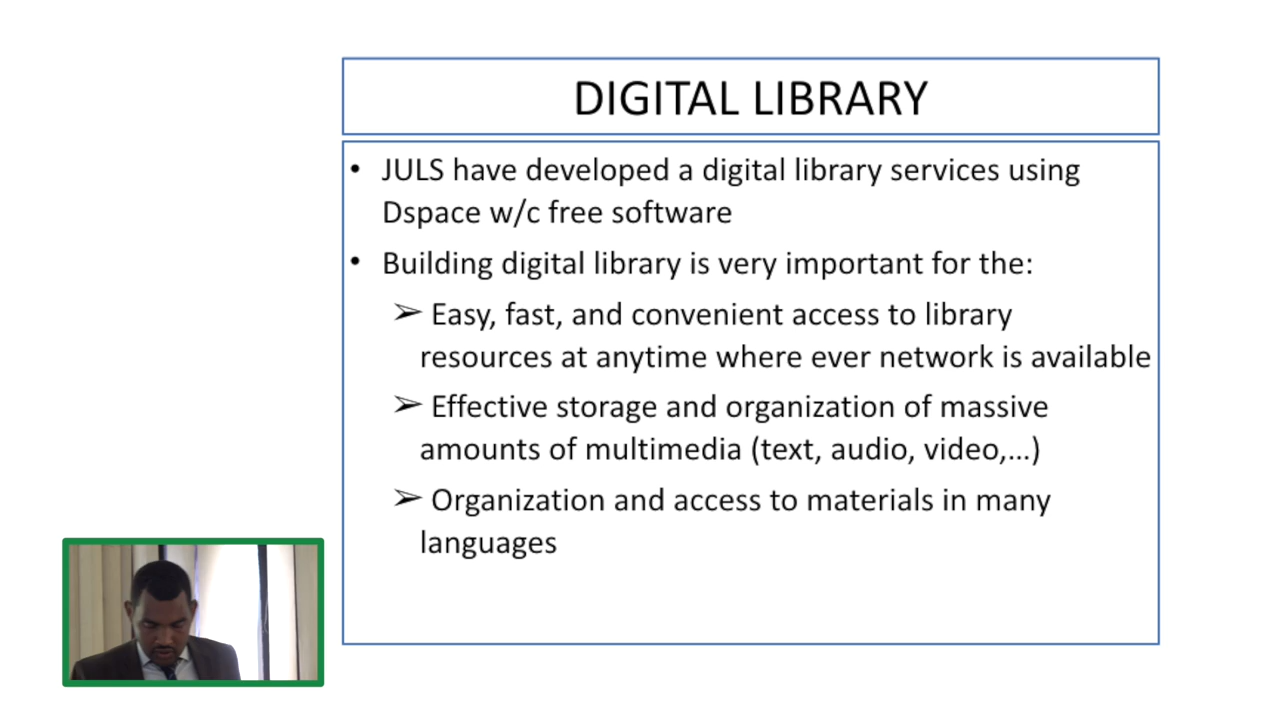 DIGITAL LIBRARY
• JULS have developed a digital library services using
Dspace w/c free software
• Building digital library is very important for the:
➢ Easy, fast, and convenient access to library
resources at anytime where ever network is available
➢ Effective storage and organization of massive
amounts of multimedia (text, audio, video,…)
➢ Organization and access to materials in many
languages